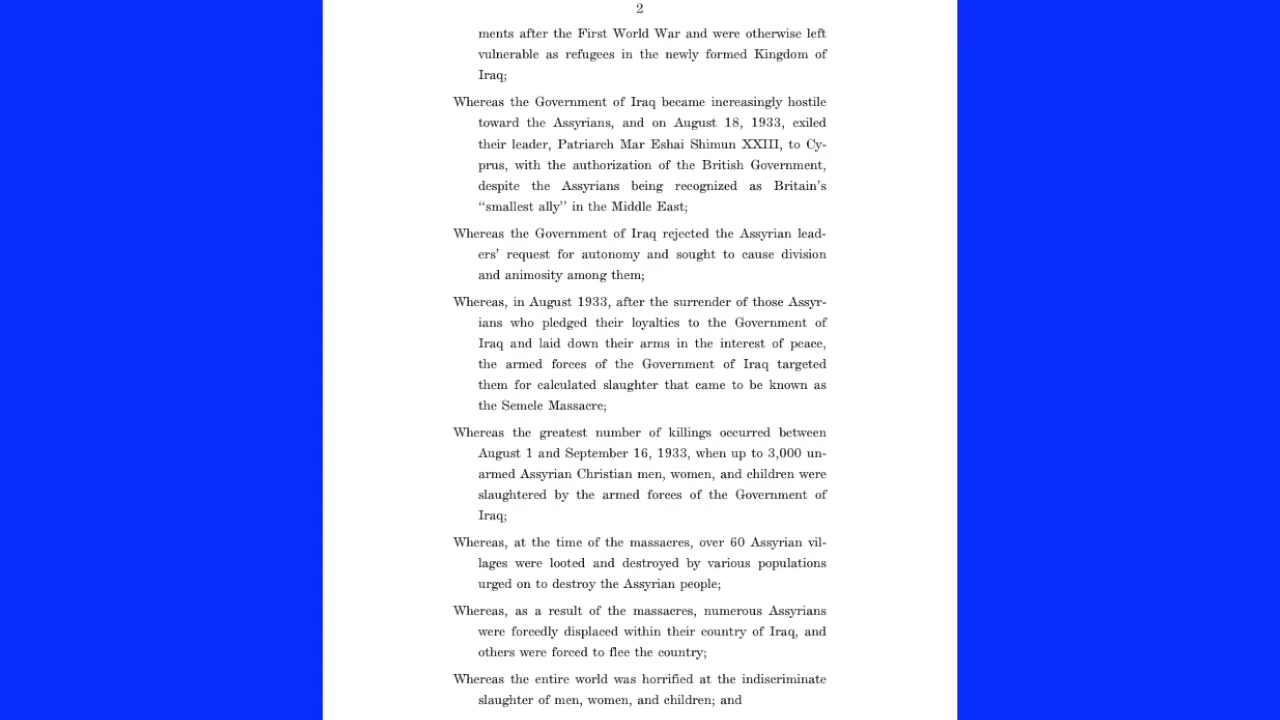 2
ments after the First World War and were otherwise left
vulnerable as refugees in the newly formed Kingdom of
Iraq;
Whereas the Government of Iraq became increasingly hostile
toward the Assyrians, and on August 18, 1933, exiled
their leader, Patriarch Mar Eshai Shimun XXIII, to Cy-
prus, with the authorization of the British Government,
despite the Assyrians being recognized as Britain's
‘‘smallest ally’’ in the Middle East;
Whereas the Government of Iraq rejected the Assyrian lead-
ers' request for autonomy and sought to cause division
and animosity among them;
Whereas, in August 1933, after the surrender of those Assyr-
ians who pledged their loyalties to the Government of
Iraq and laid down their arms in the interest of peace,
the armed forces of the Government of Iraq targeted
them for calculated slaughter that came to be known as
the Semele Massacre;
Whereas the greatest number of killings occurred between
August 1 and September 16, 1933, when up to 3,000 un-
armed Assyrian Christian men, women, and children were
slaughtered by the armed forces of the Government of
Iraq;
Whereas, at the time of the massacres, over 60 Assyrian vil-
lages were looted and destroyed by various populations
urged on to destroy the Assyrian people;
Whereas, as a result of the massacres, numerous Assyrians
were forcedly displaced within their country of Iraq, and
others were forced to flee the country;
Whereas the entire world was horrified at the indiscriminate
slaughter of men, women, and children; and